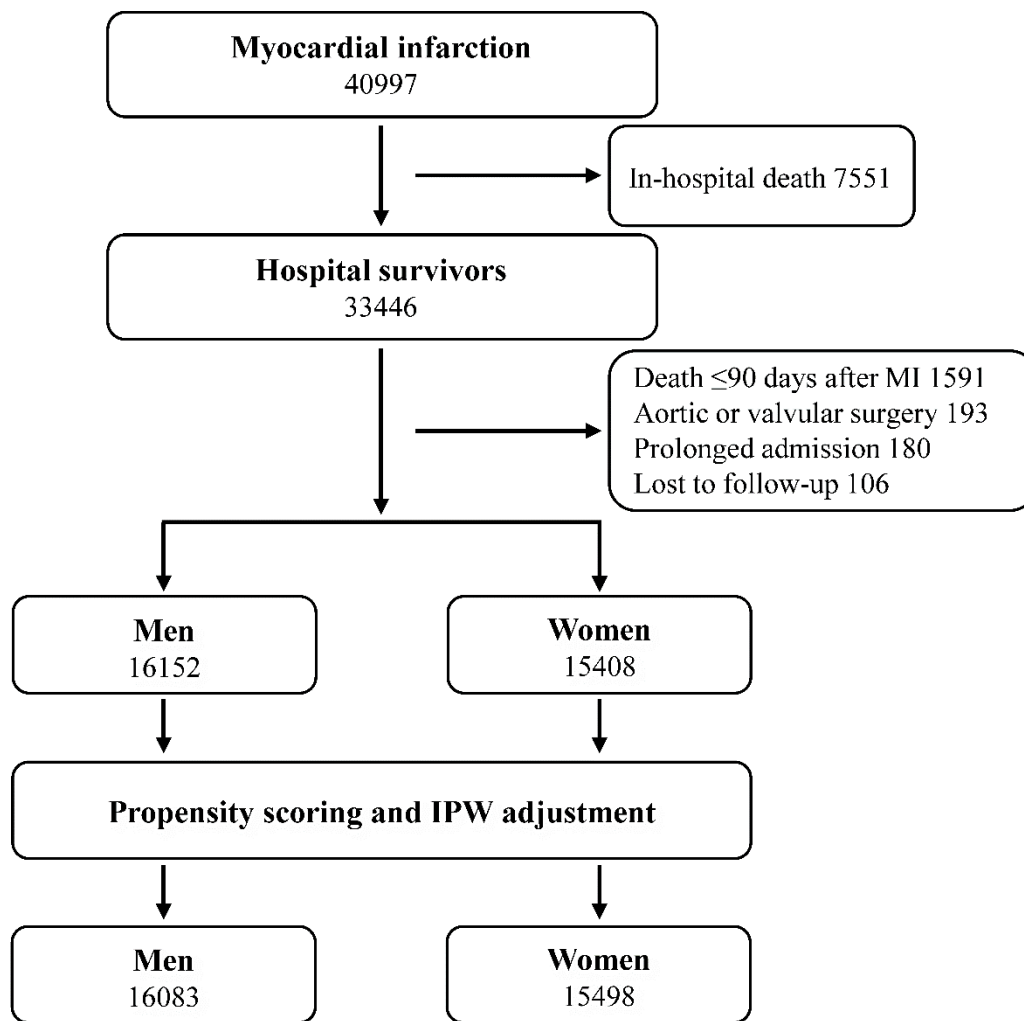 Myocardial infarction
40997
In-hospital death 7551
Hospital survivors
33446
Death ≤90 days after MI 1591
Aortic or valvular surgery 193
Prolonged admission 180
Lost to follow-up 106
Men
16152
Women
15408
Propensity scoring and IPW adjustment
Men
16083
Women
15498